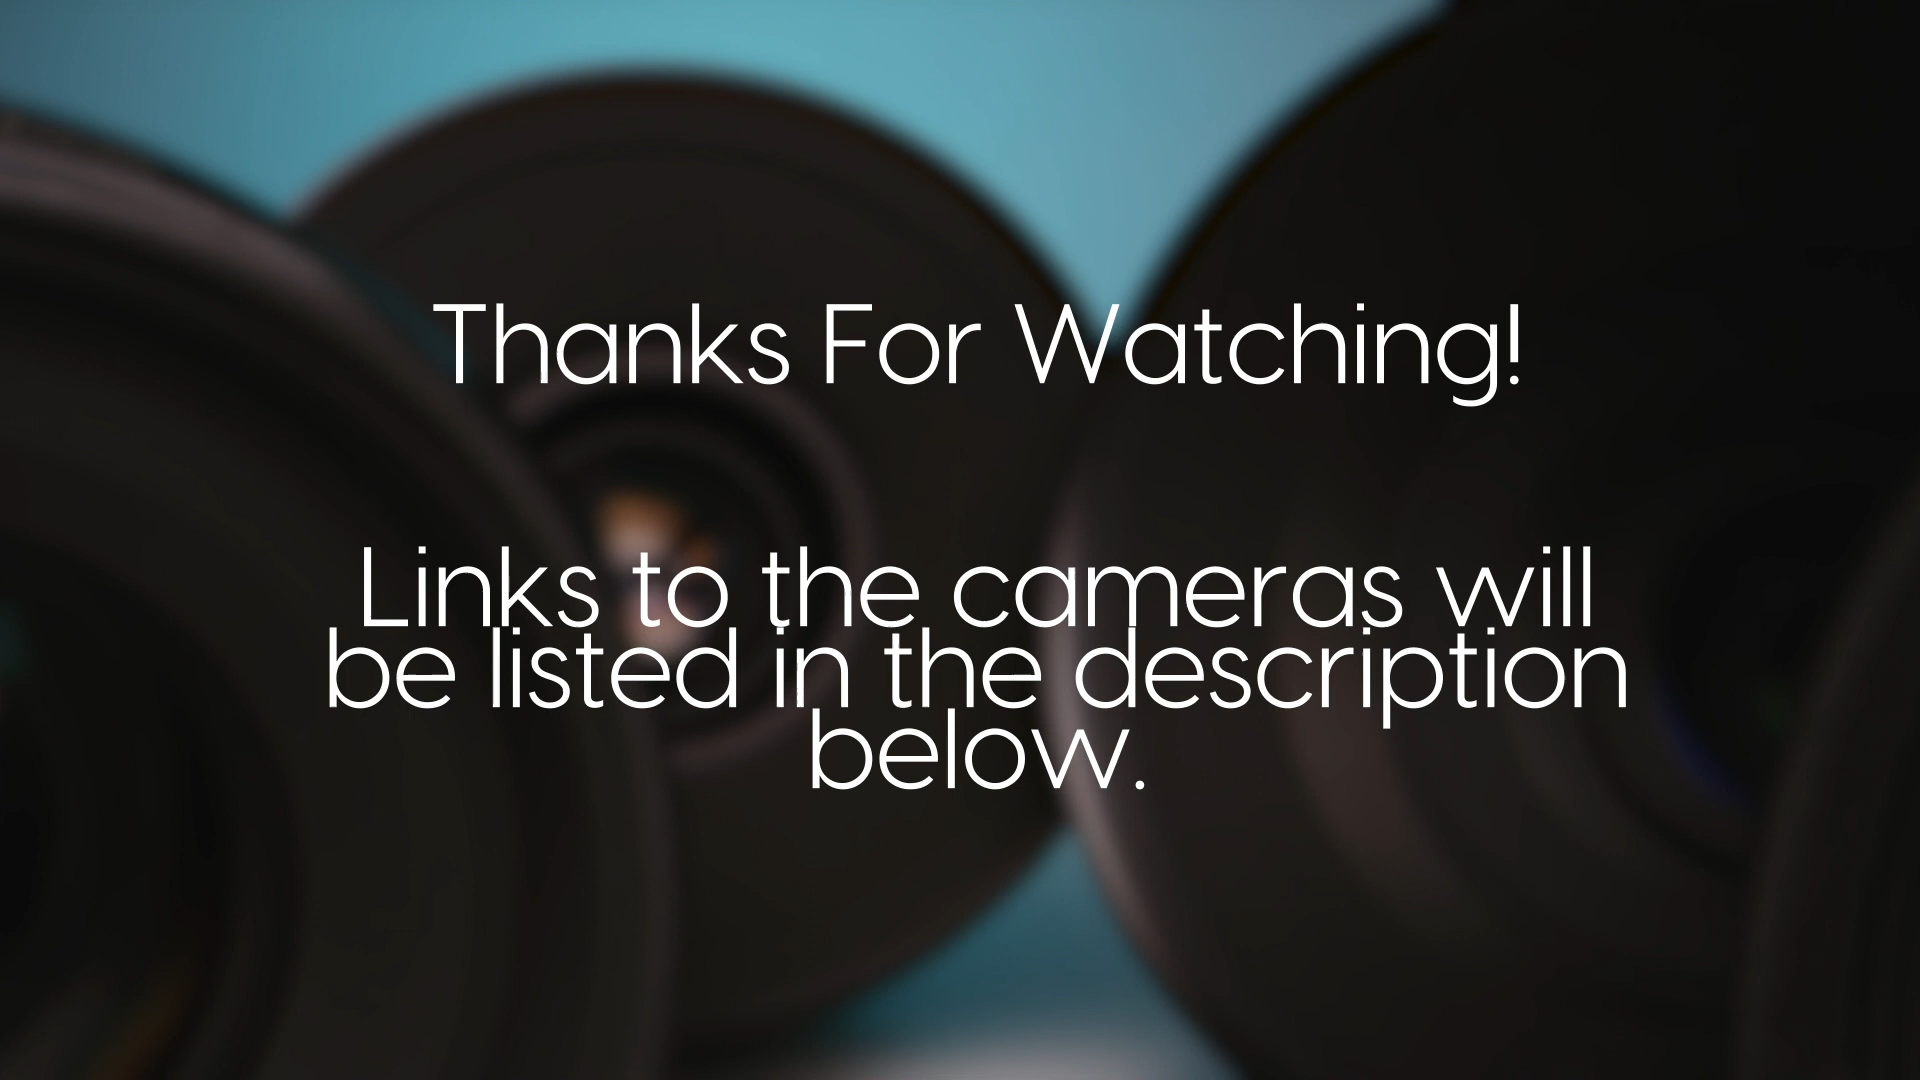 Thanks For Watching!
Links to the cameras will
be listed in the description
below.